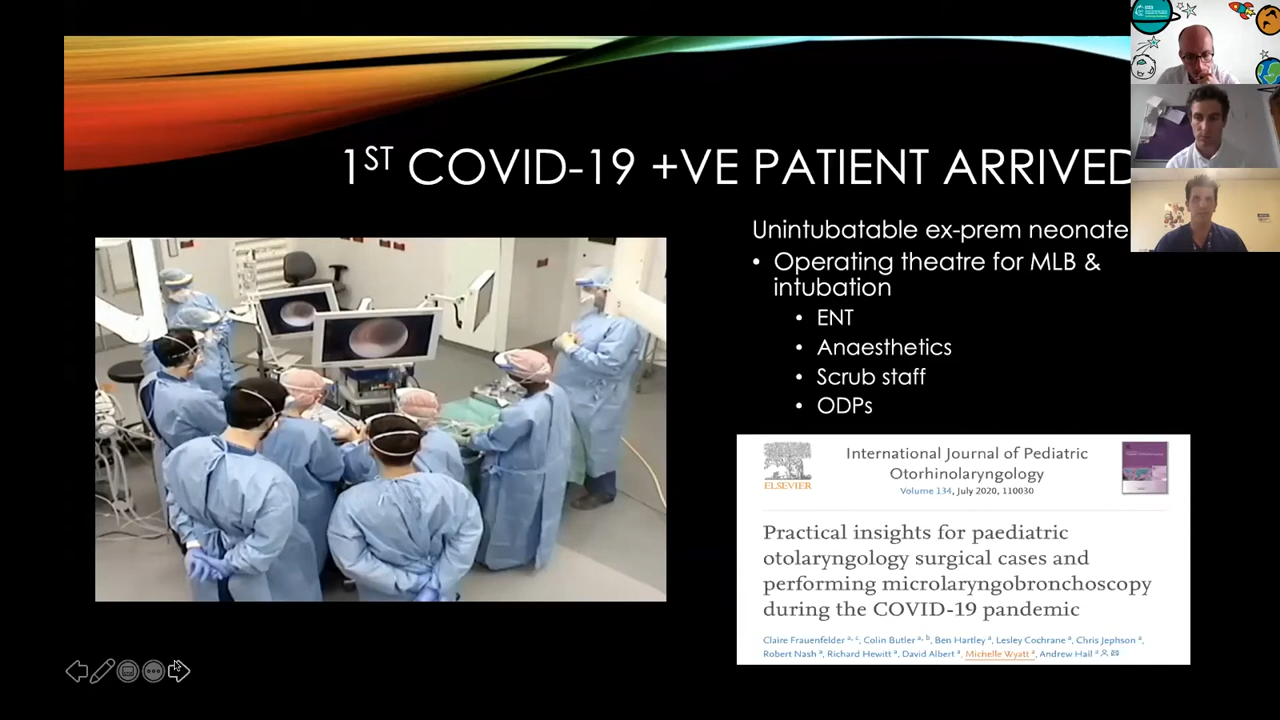 1ST COVID-19 +VE PATIENT ARRIVED
Unintubatable ex-prem neonate
• Operating theatre for MLB &
intubation
• ENT
• Anaesthetics
• Scrub staff
• ODPs
ELSEVIER
International Journal of Pediatric
Otorhinolaryngology
Volume 134, July 2020, 110030
Practical insights for paediatric
otolaryngology surgical cases and
performing microlaryngobronchoscopy
during the COVID-19 pandemic
Claire Frauenfelder a, c, Colin Butler a, b, Ben Hartley a, Lesley Cochrane a, Chris Jephson a,
Robert Nash a, Richard Hewitt a, David Albert a, Michelle Wyatt a, Andrew Hall a